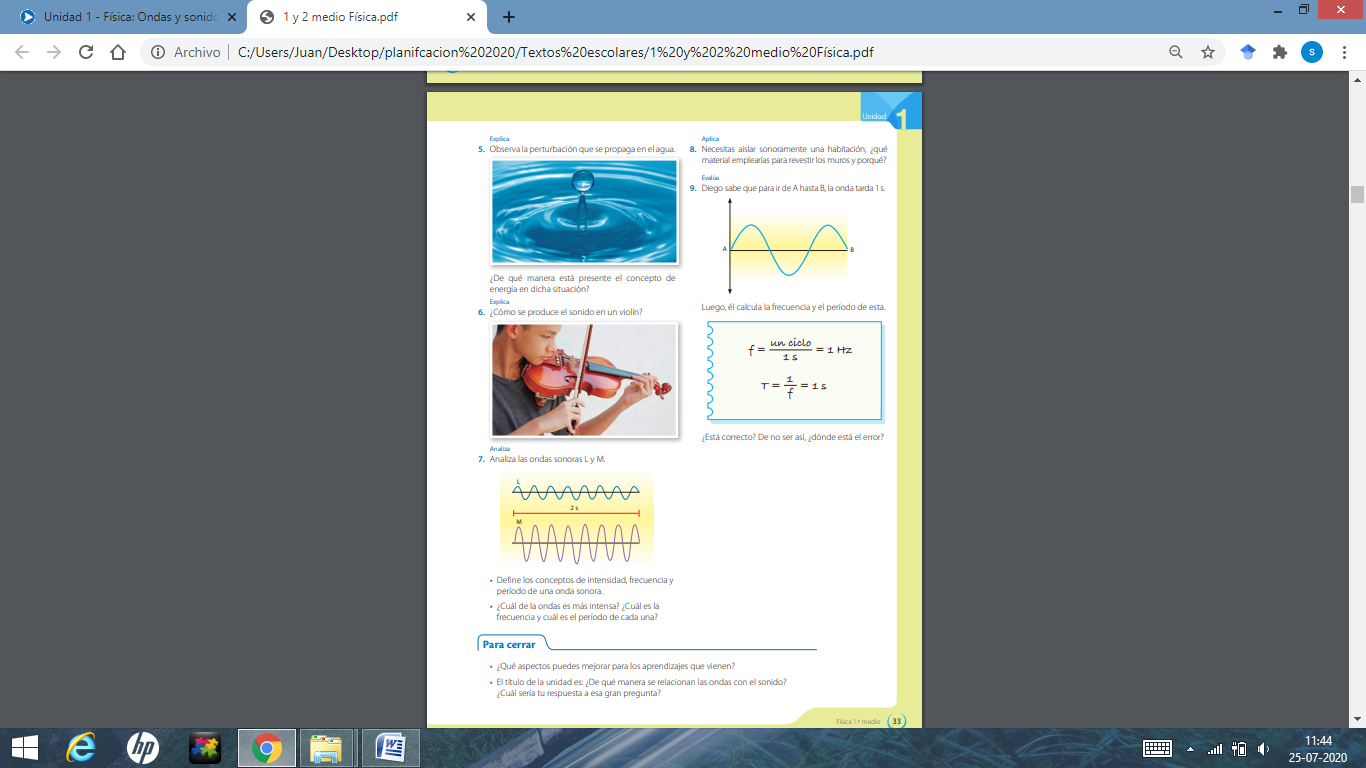 Unidad 1 - Física: Ondas y sonido
1 y 2 medio Física.pdf
Archivo
C:/Users/Juan/Desktop/planifcacion%202020/Textos%20escolares/1%20y%202%20medio%20Física.pdf
s
Unidad 1
Explica
5. Observa la perturbación que se propaga en el agua.
¿De qué manera está presente el concepto de
energía en dicha situación?
Explica
6. ¿Cómo se produce el sonido en un violín?
Analiza
7. Analiza las ondas sonoras L y M.
L
2 s
M
• Define los conceptos de intensidad, frecuencia y
período de una onda sonora.
• ¿Cuál de la ondas es más intensa? ¿Cuál es la
frecuencia y cuál es el período de cada una?
Aplica
8. Necesitas aislar sonoramente una habitación, ¿qué
material emplearías para revestir los muros y porqué?
Evalúa
9. Diego sabe que para ir de A hasta B, la onda tarda 1 s.
A
B
Luego, él calcula la frecuencia y el período de esta.
f = un ciclo / 1 s = 1 Hz
T = 1 / f = 1 s
¿Está correcto? De no ser así, ¿dónde está el error?
Para cerrar
• ¿Qué aspectos puedes mejorar para los aprendizajes que vienen?
• El título de la unidad es: ¿De qué manera se relacionan las ondas con el sonido?
¿Cuál sería tu respuesta a esa gran pregunta?
Física 1.º medio 33
hp
11:44
25-07-2020